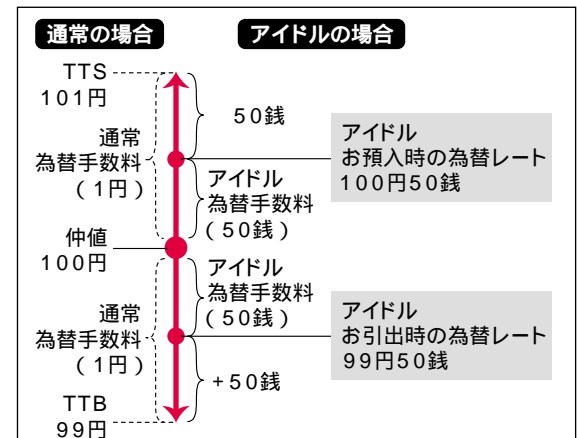 通常の場合
アイドルの場合
TTS
101円
50銭
通常
為替手数料
(1円)
アイドル
お預入時の為替レート
100円50銭
アイドル
為替手数料
(50銭)
仲値
100円
アイドル
為替手数料
(50銭)
通常
為替手数料
(1円)
アイドル
お引出時の為替レート
99円50銭
+50銭
TTB
99円